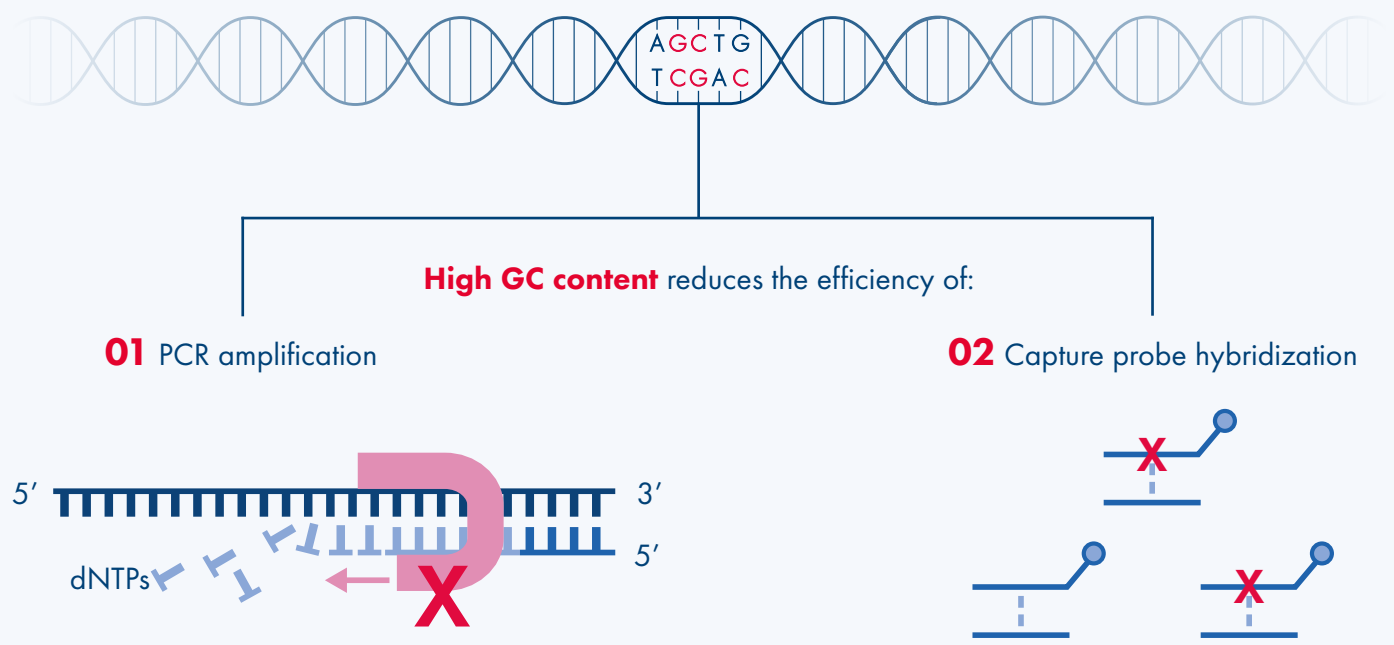 AGCTG
TCGAC
High GC content reduces the efficiency of:
01 PCR amplification
02 Capture probe hybridization
5’
3’
5’
dNTPs
X
X
X